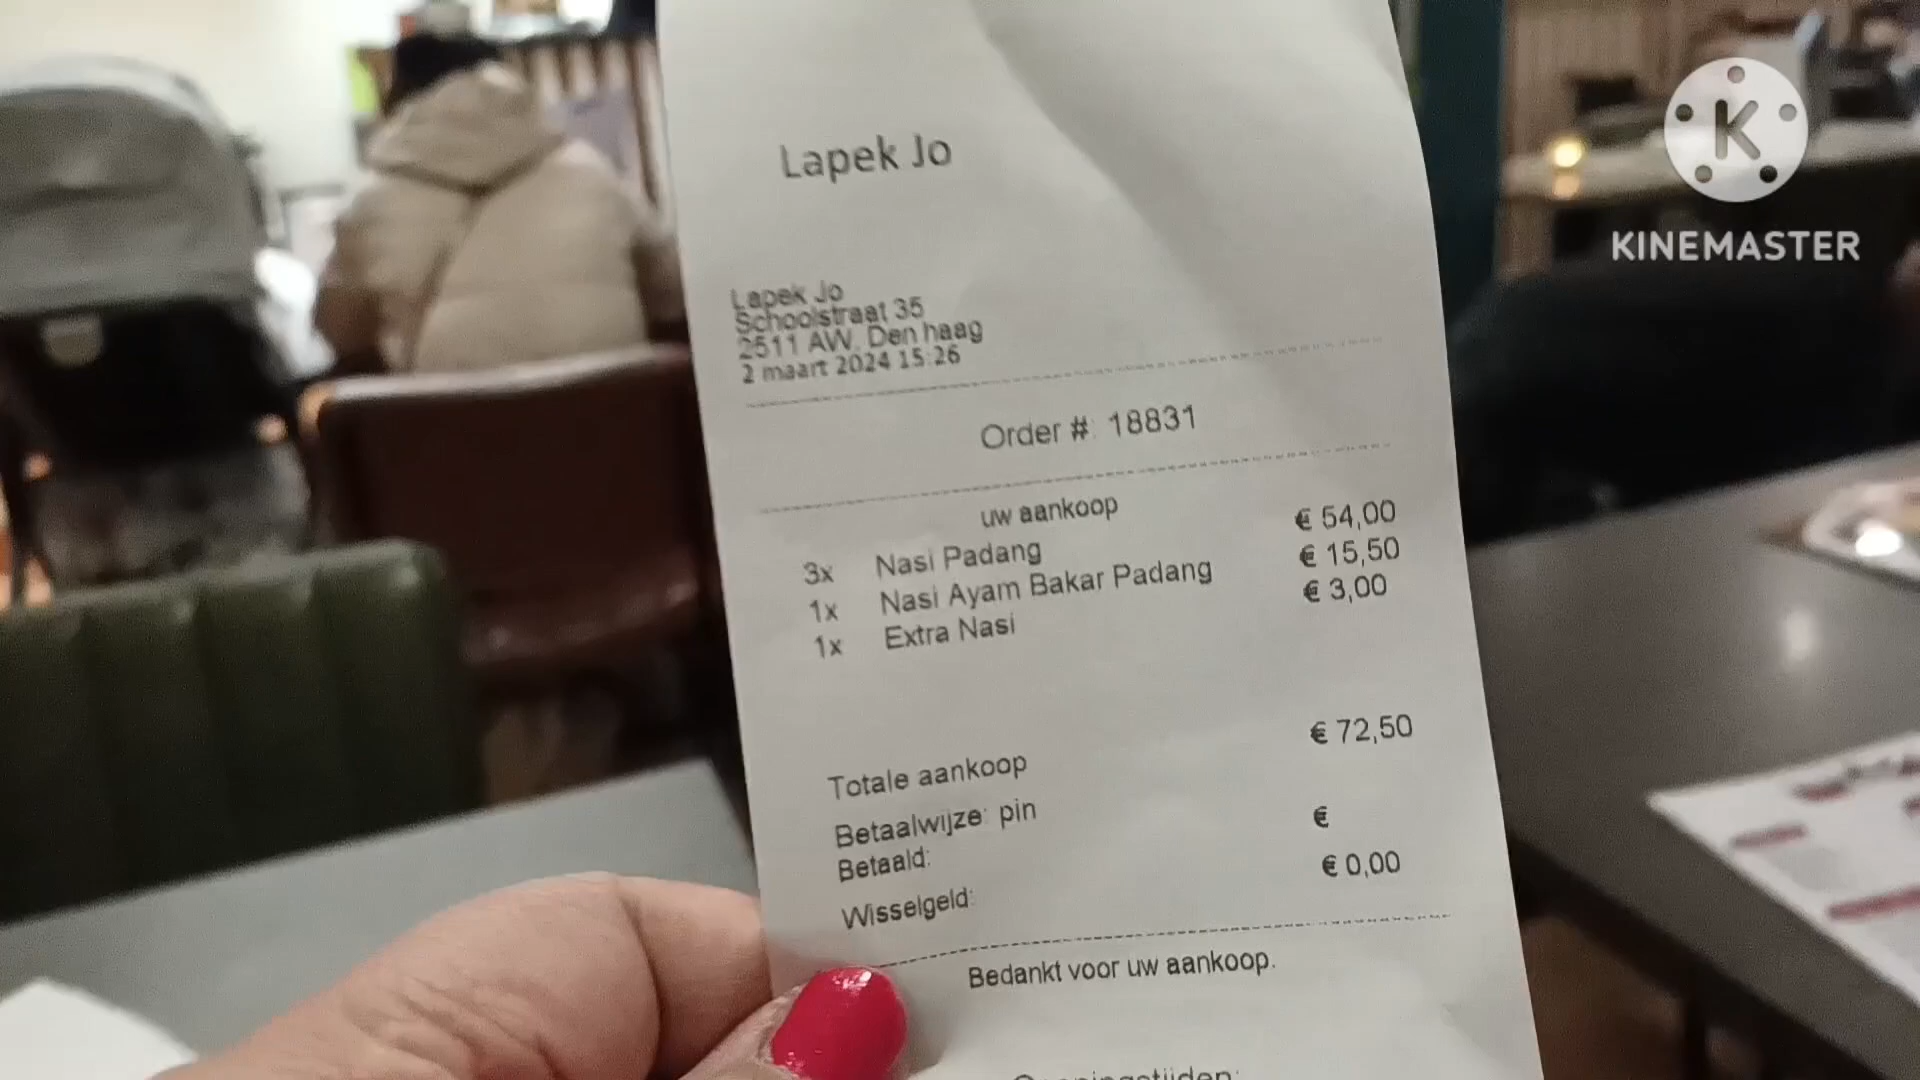 Lapek Jo
Lapek Jo
Schoolstraat 35
2511 AW, Den haag
2 maart 2024 15:26
Order #: 18831
uw aankoop
3x Nasi Padang € 54,00
1x Nasi Ayam Bakar Padang € 15,50
1x Extra Nasi € 3,00
Totale aankoop € 72,50
Betaalwijze: pin
Betaald: €
Wisselgeld: € 0,00
Bedankt voor uw aankoop.
K
KINEMASTER